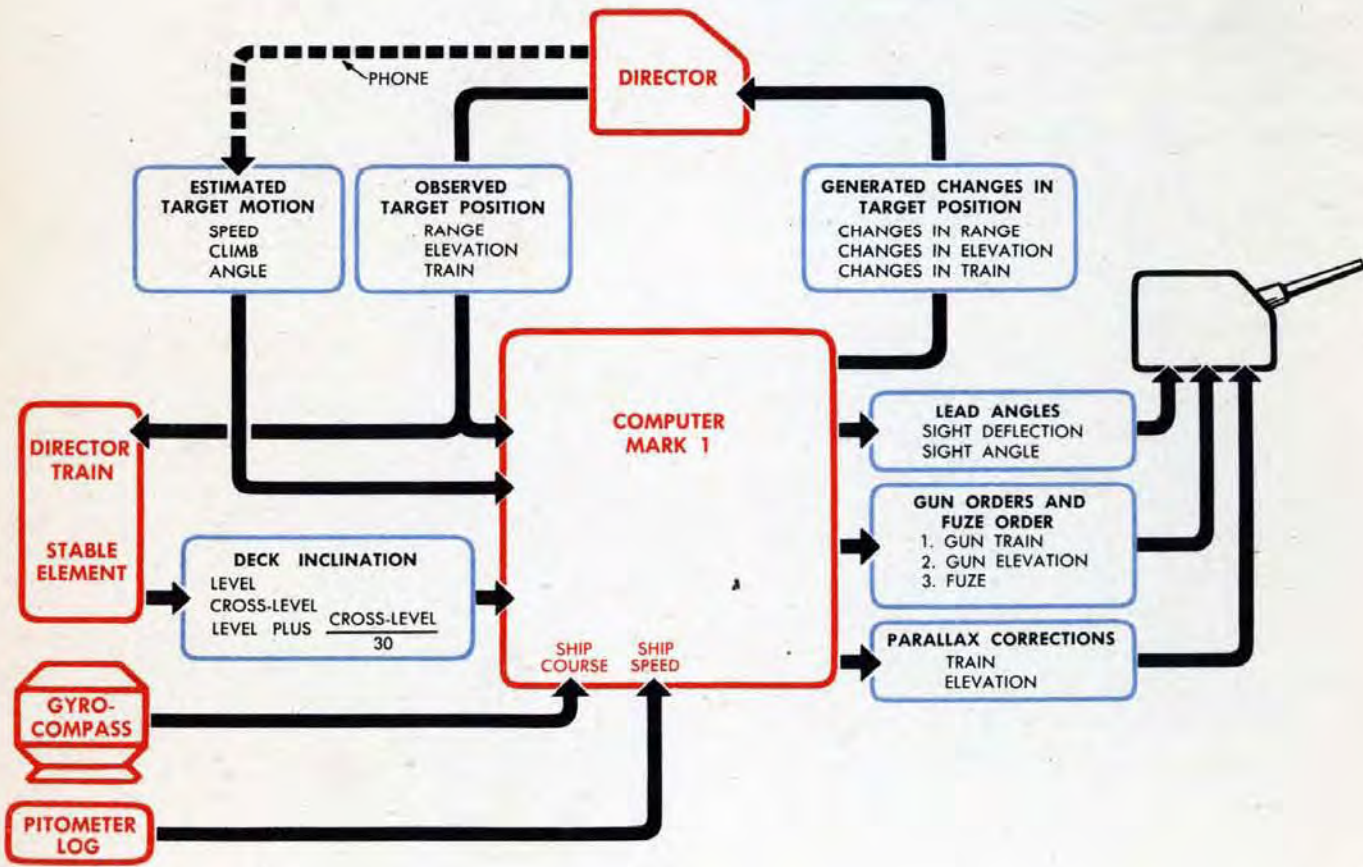 DIRECTOR
PHONE
ESTIMATED
TARGET MOTION
SPEED
CLIMB
ANGLE
OBSERVED
TARGET POSITION
RANGE
ELEVATION
TRAIN
GENERATED CHANGES IN
TARGET POSITION
CHANGES IN RANGE
CHANGES IN ELEVATION
CHANGES IN TRAIN
DIRECTOR
TRAIN
STABLE
ELEMENT
COMPUTER
MARK 1
LEAD ANGLES
SIGHT DEFLECTION
SIGHT ANGLE
GUN ORDERS AND
FUZE ORDER
1. GUN TRAIN
2. GUN ELEVATION
3. FUZE
DECK INCLINATION
LEVEL
CROSS-LEVEL
LEVEL PLUS CROSS-LEVEL
30
SHIP
COURSE
SHIP
SPEED
PARALLAX CORRECTIONS
TRAIN
ELEVATION
GYRO-
COMPASS
PITOMETER
LOG